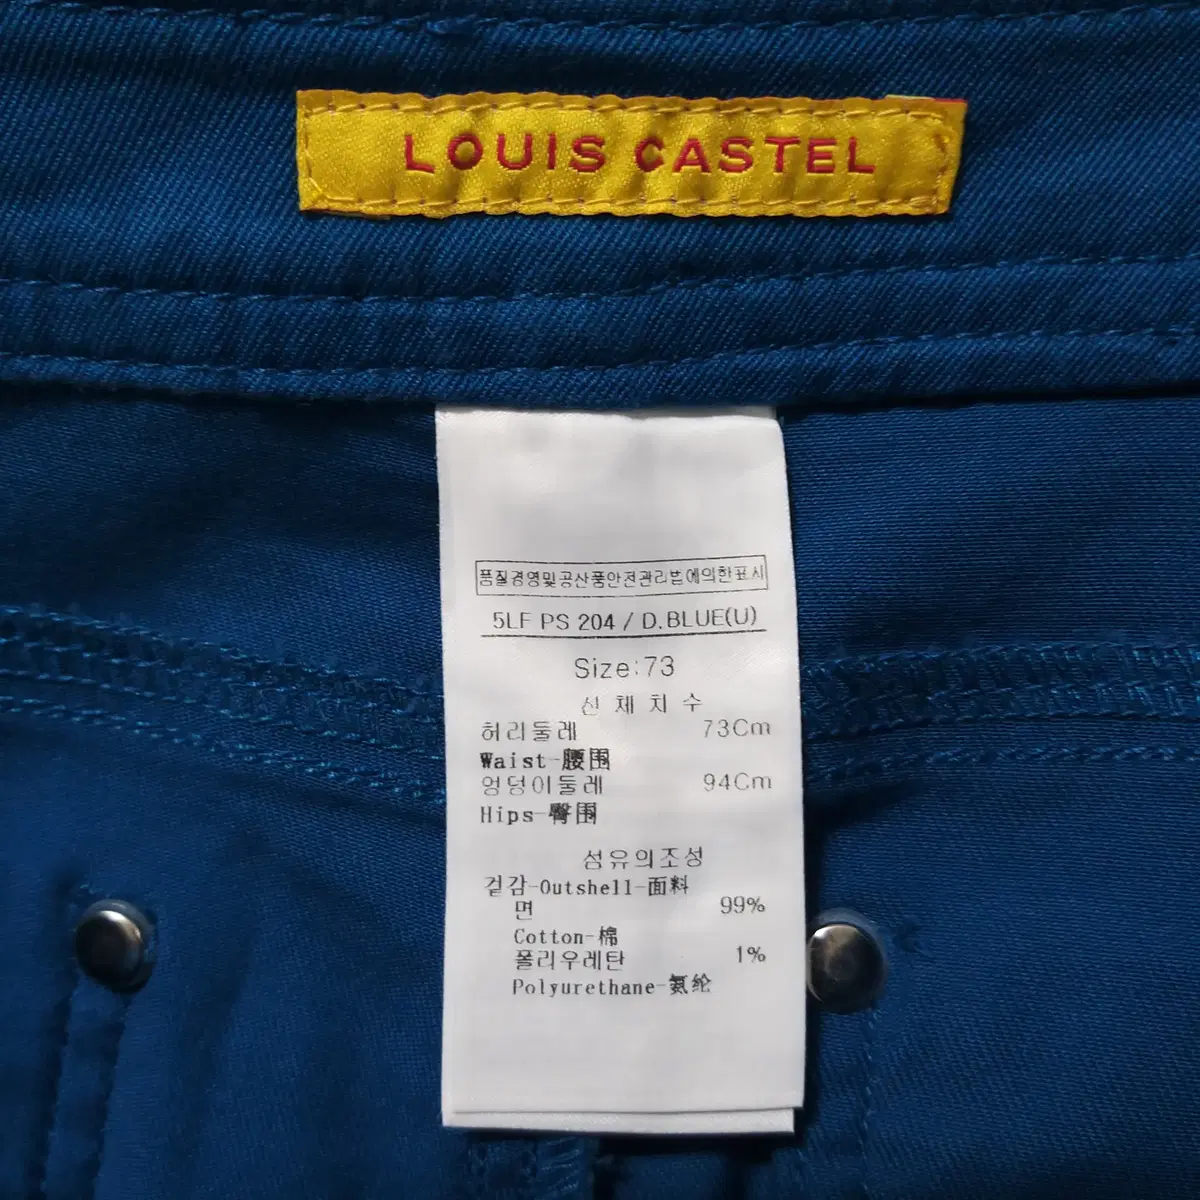 LOUIS CASTEL
품질경영및공산품안전관리법에의한표시
5LF PS 204 / D.BLUE(U)
Size:73
신체치수
허리둘레 73Cm
Waist-腰围
엉덩이둘레 94Cm
Hips-臀围
섬유의조성
겉감-Outshell-面料
면 99%
Cotton-棉
폴리우레탄 1%
Polyurethane-氨纶